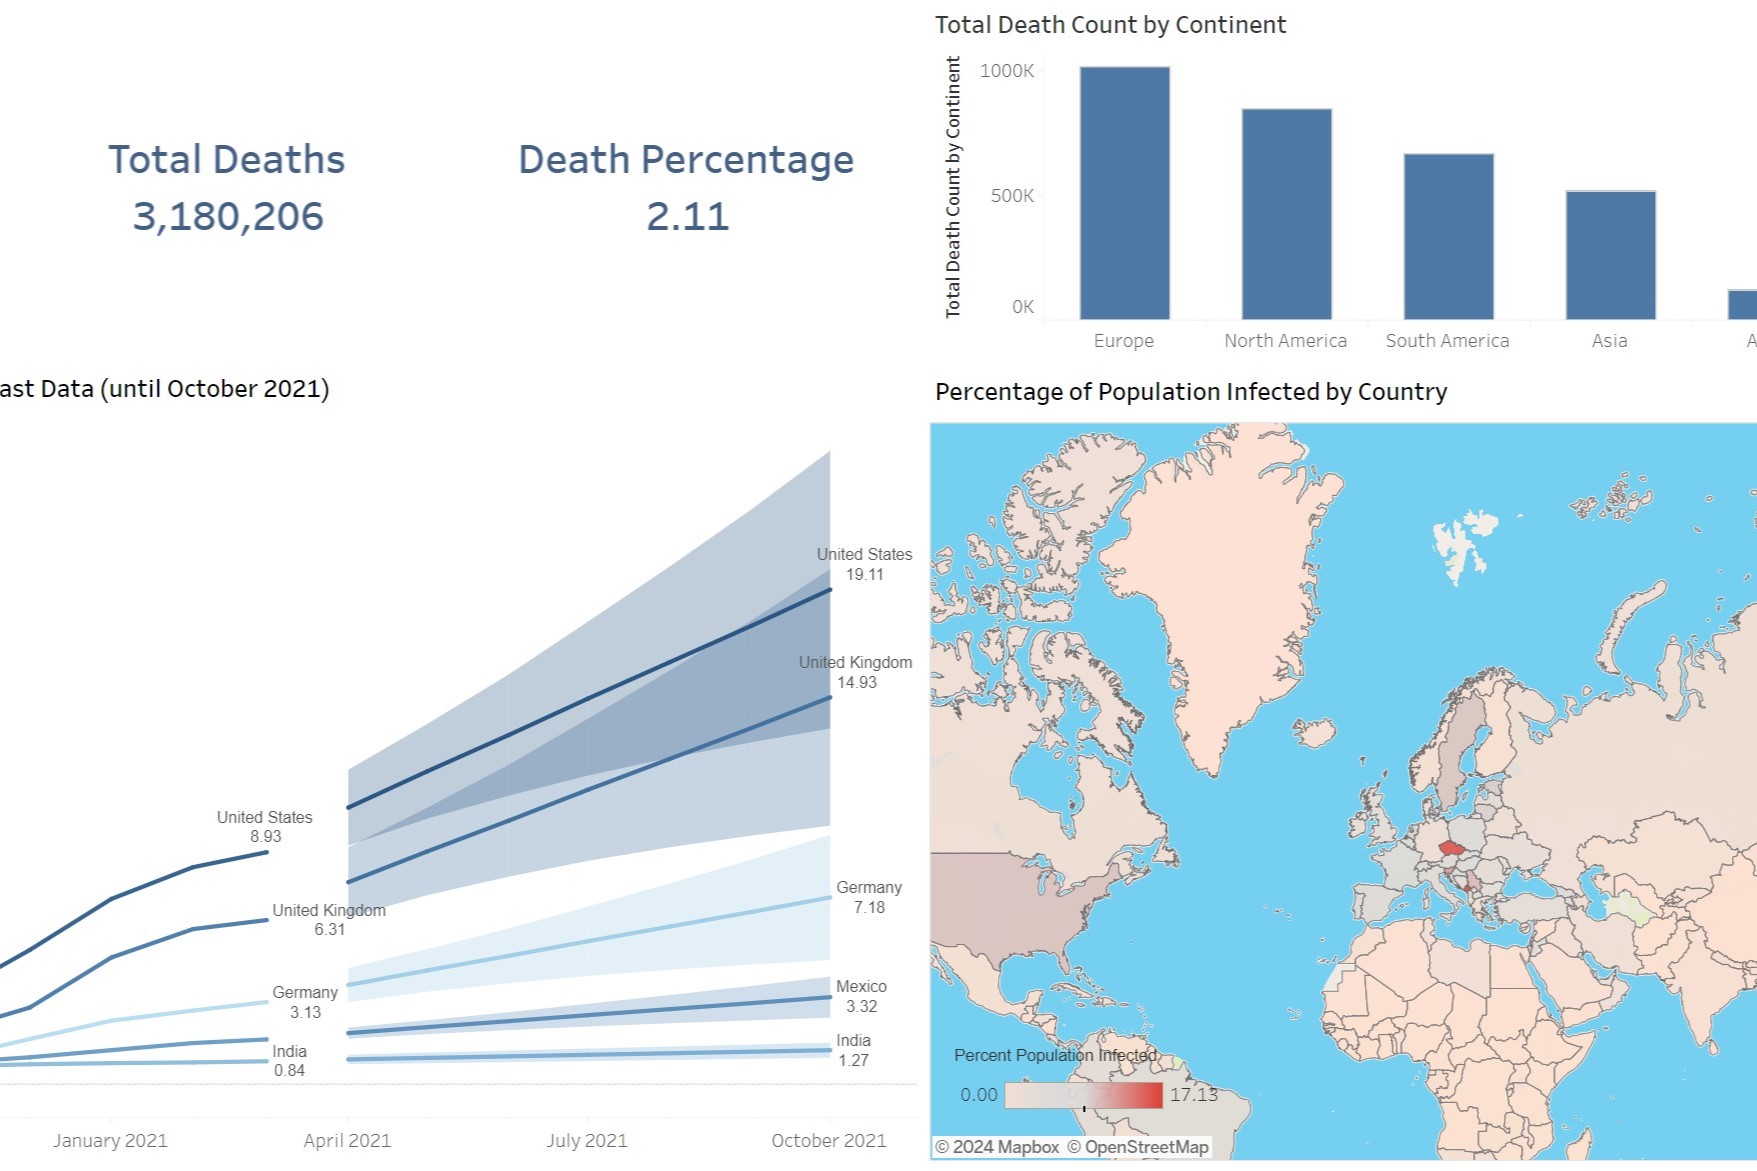 Total Deaths
3,180,206
Death Percentage
2.11
Total Death Count by Continent
Total Death Count by Continent
1000K
500K
0K
Europe
North America
South America
Asia
A
ast Data (until October 2021)
United States
19.11
United Kingdom
14.93
United States
8.93
Germany
7.18
United Kingdom
6.31
Mexico
3.32
Germany
3.13
India
1.27
India
0.84
January 2021
April 2021
July 2021
October 2021
Percentage of Population Infected by Country
Percent Population Infected
0.00
17.13
© 2024 Mapbox © OpenStreetMap